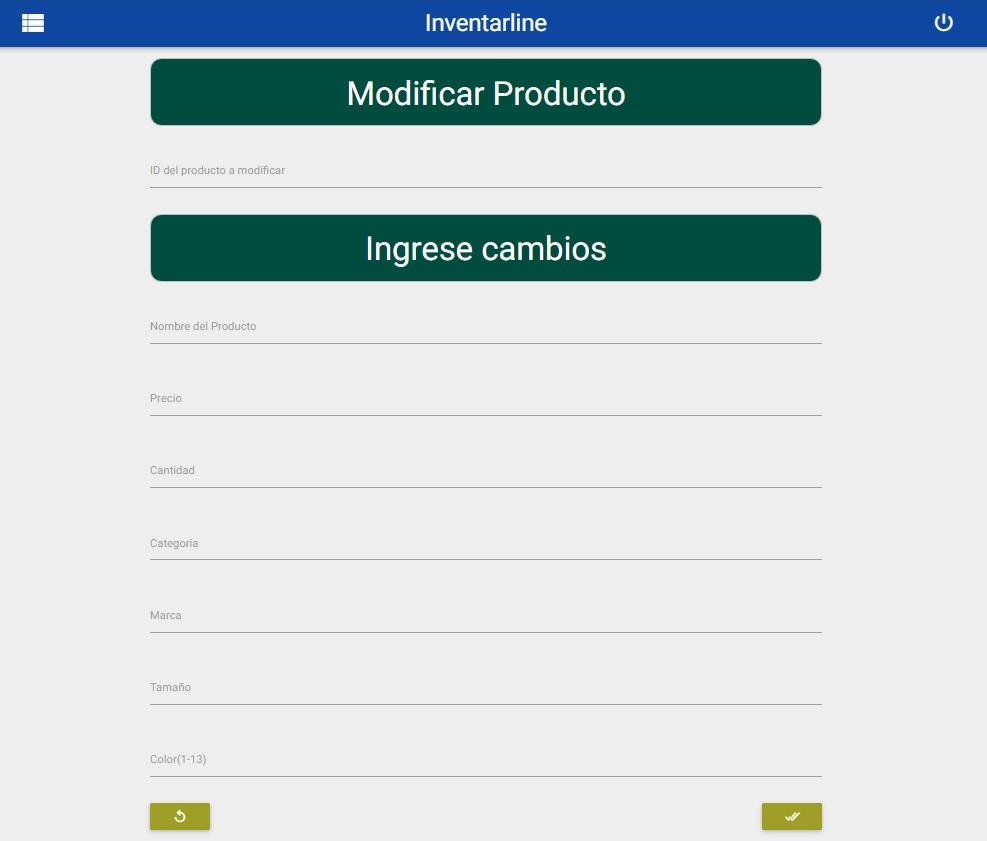 Inventarline
Modificar Producto
ID del producto a modificar
Ingrese cambios
Nombre del Producto
Precio
Cantidad
Categoria
Marca
Tamaño
Color(1-13)